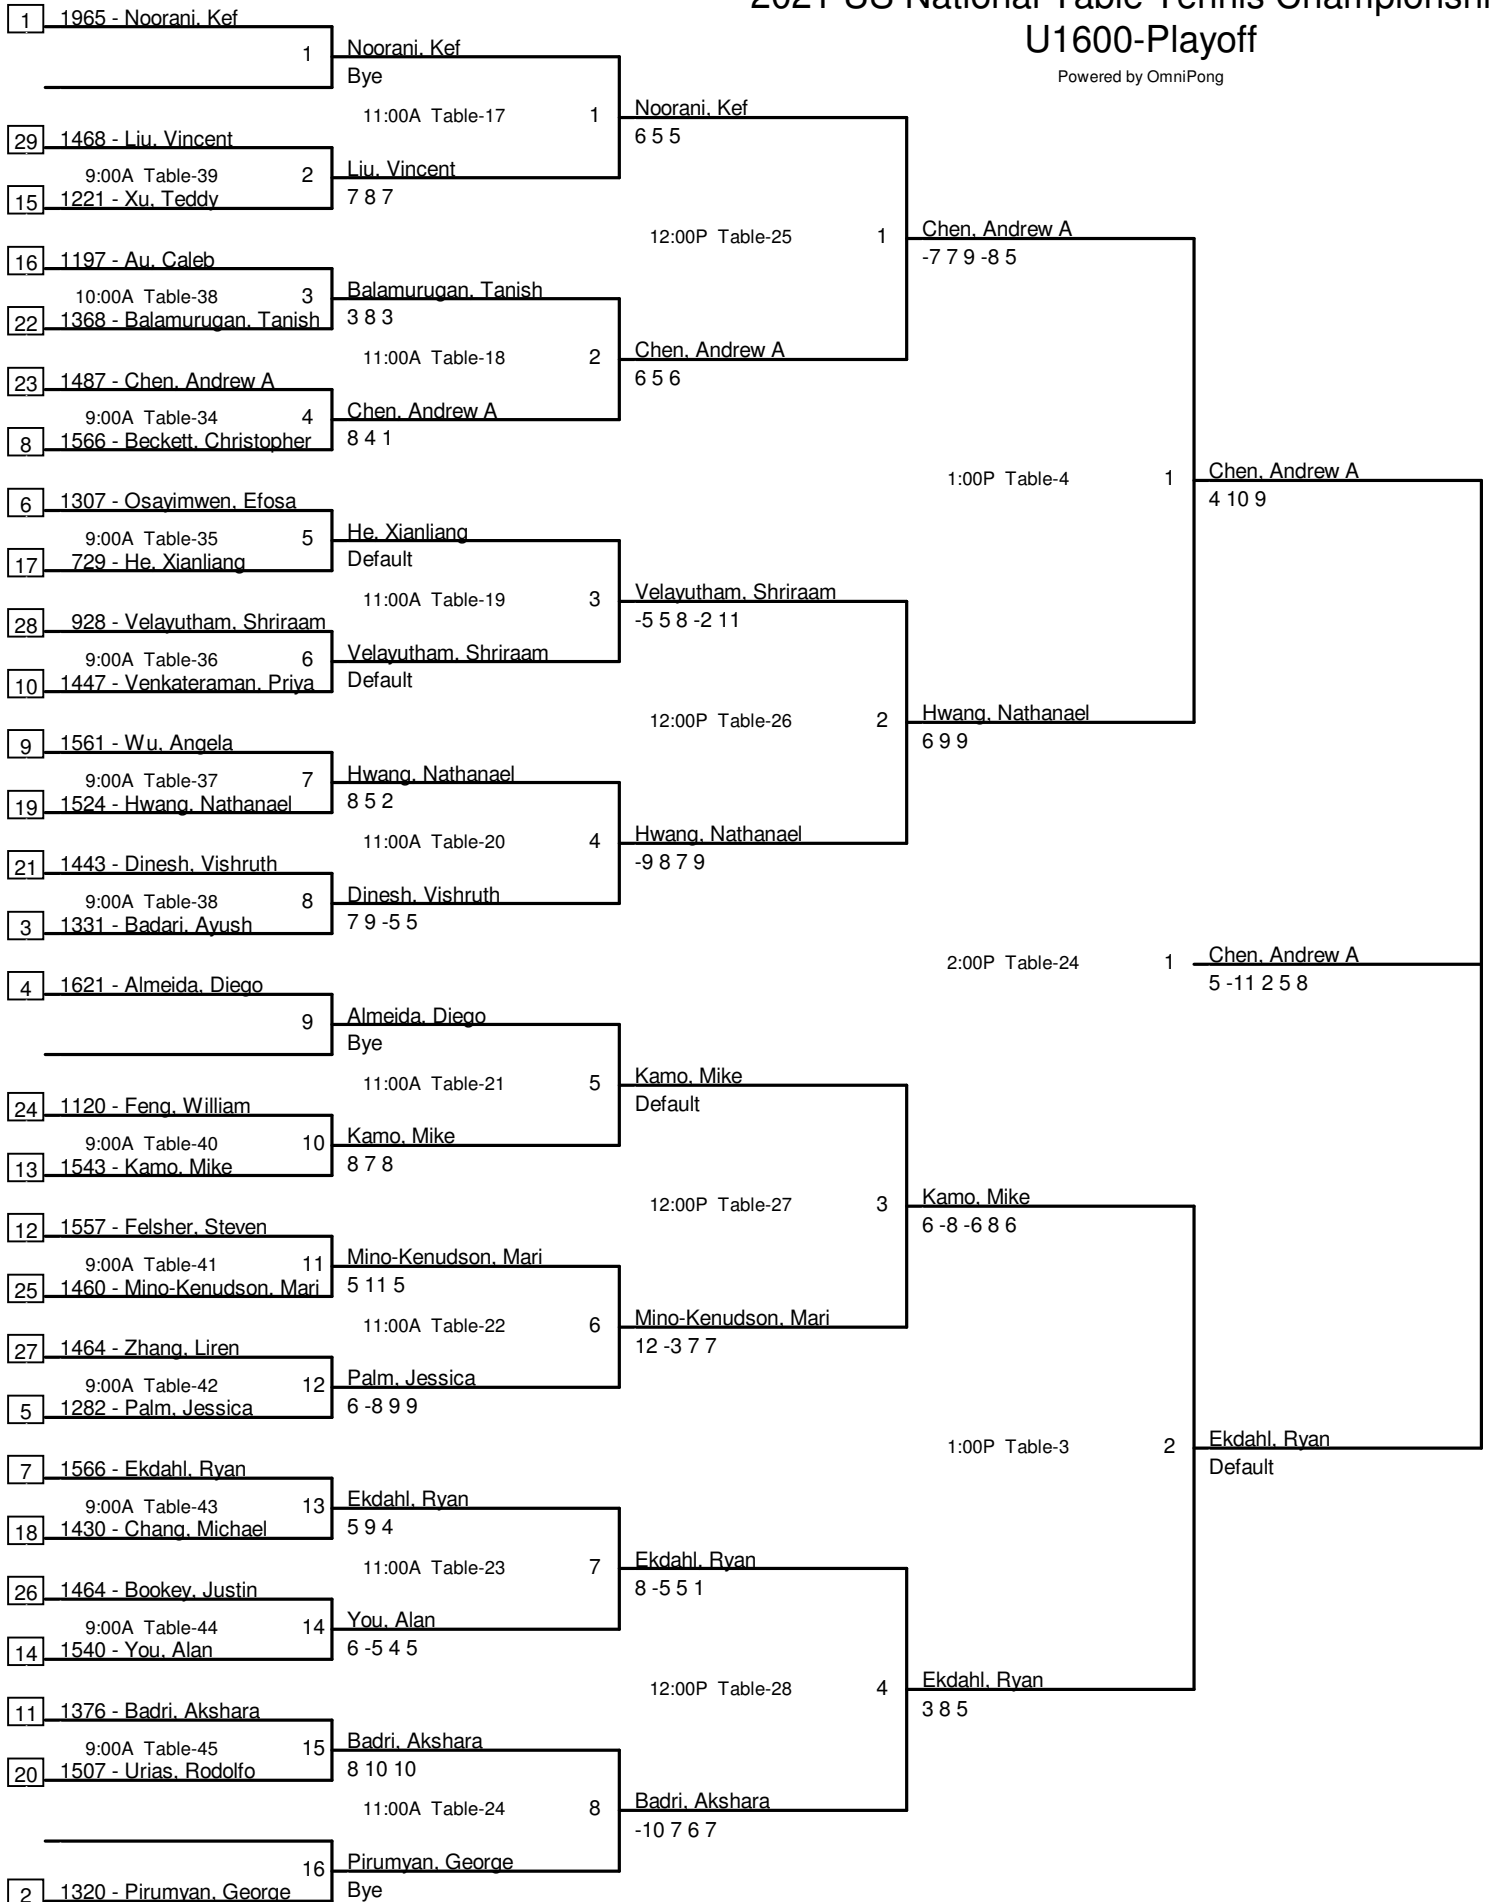 2021 US National Table Tennis Championshi
U1600-Playoff
Powered by OmniPong
1 1965 - Noorani, Kef
1 Noorani, Kef
Bye
11:00A Table-17 1 Noorani, Kef
6 5 5
29 1468 - Liu, Vincent
9:00A Table-39 2 Liu, Vincent
15 1221 - Xu, Teddy 7 8 7
12:00P Table-25 1 Chen, Andrew A
-7 7 9 -8 5
16 1197 - Au, Caleb
10:00A Table-38 3 Balamurugan, Tanish
22 1368 - Balamurugan, Tanish 3 8 3
11:00A Table-18 2 Chen, Andrew A
6 5 6
23 1487 - Chen, Andrew A
9:00A Table-34 4 Chen, Andrew A
8 1566 - Beckett, Christopher 8 4 1
1:00P Table-4 1 Chen, Andrew A
4 10 9
6 1307 - Osayimwen, Efosa
9:00A Table-35 5 He, Xianliang
17 729 - He, Xianliang Default
11:00A Table-19 3 Velayutham, Shriraam
-5 5 8 -2 11
28 928 - Velayutham, Shriraam
9:00A Table-36 6 Velayutham, Shriraam
10 1447 - Venkateraman, Priya Default
12:00P Table-26 2 Hwang, Nathanael
6 9 9
9 1561 - Wu, Angela
9:00A Table-37 7 Hwang, Nathanael
19 1524 - Hwang, Nathanael 8 5 2
11:00A Table-20 4 Hwang, Nathanael
-9 8 7 9
21 1443 - Dinesh, Vishruth
9:00A Table-38 8 Dinesh, Vishruth
3 1331 - Badari, Ayush 7 9 -5 5
2:00P Table-24 1 Chen, Andrew A
5 -11 2 5 8
4 1621 - Almeida, Diego
9 Almeida, Diego
Bye
11:00A Table-21 5 Kamo, Mike
Default
24 1120 - Feng, William
9:00A Table-40 10 Kamo, Mike
13 1543 - Kamo, Mike 8 7 8
12:00P Table-27 3 Kamo, Mike
6 -8 -6 8 6
12 1557 - Felsher, Steven
9:00A Table-41 11 Mino-Kenudson, Mari
25 1460 - Mino-Kenudson, Mari 5 11 5
11:00A Table-22 6 Mino-Kenudson, Mari
12 -3 7 7
27 1464 - Zhang, Liren
9:00A Table-42 12 Palm, Jessica
5 1282 - Palm, Jessica 6 -8 9 9
1:00P Table-3 2 Ekdahl, Ryan
Default
7 1566 - Ekdahl, Ryan
9:00A Table-43 13 Ekdahl, Ryan
18 1430 - Chang, Michael 5 9 4
11:00A Table-23 7 Ekdahl, Ryan
8 -5 5 1
26 1464 - Bookey, Justin
9:00A Table-44 14 You, Alan
14 1540 - You, Alan 6 -5 4 5
12:00P Table-28 4 Ekdahl, Ryan
3 8 5
11 1376 - Badri, Akshara
9:00A Table-45 15 Badri, Akshara
20 1507 - Urias, Rodolfo 8 10 10
11:00A Table-24 8 Badri, Akshara
-10 7 6 7
16 Pirumyan, George
2 1320 - Pirumyan, George Bye